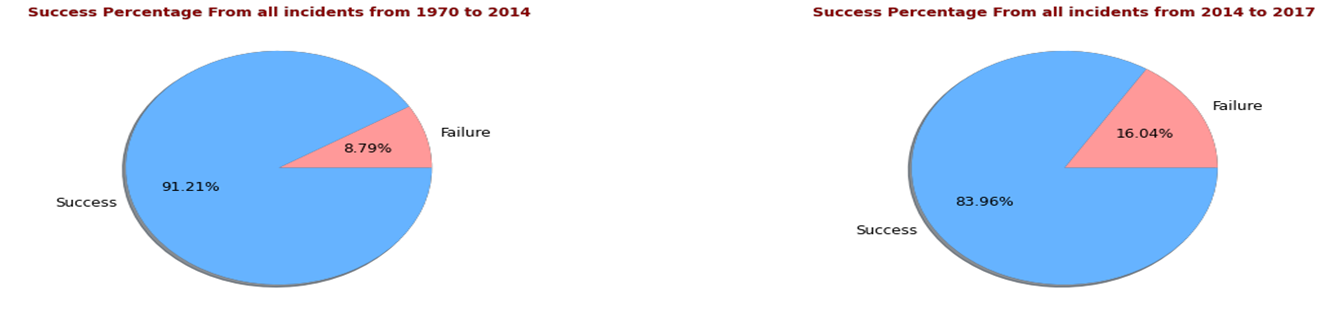 Success Percentage From all incidents from 1970 to 2014
Failure
8.79%
91.21%
Success
Success Percentage From all incidents from 2014 to 2017
Failure
16.04%
83.96%
Success